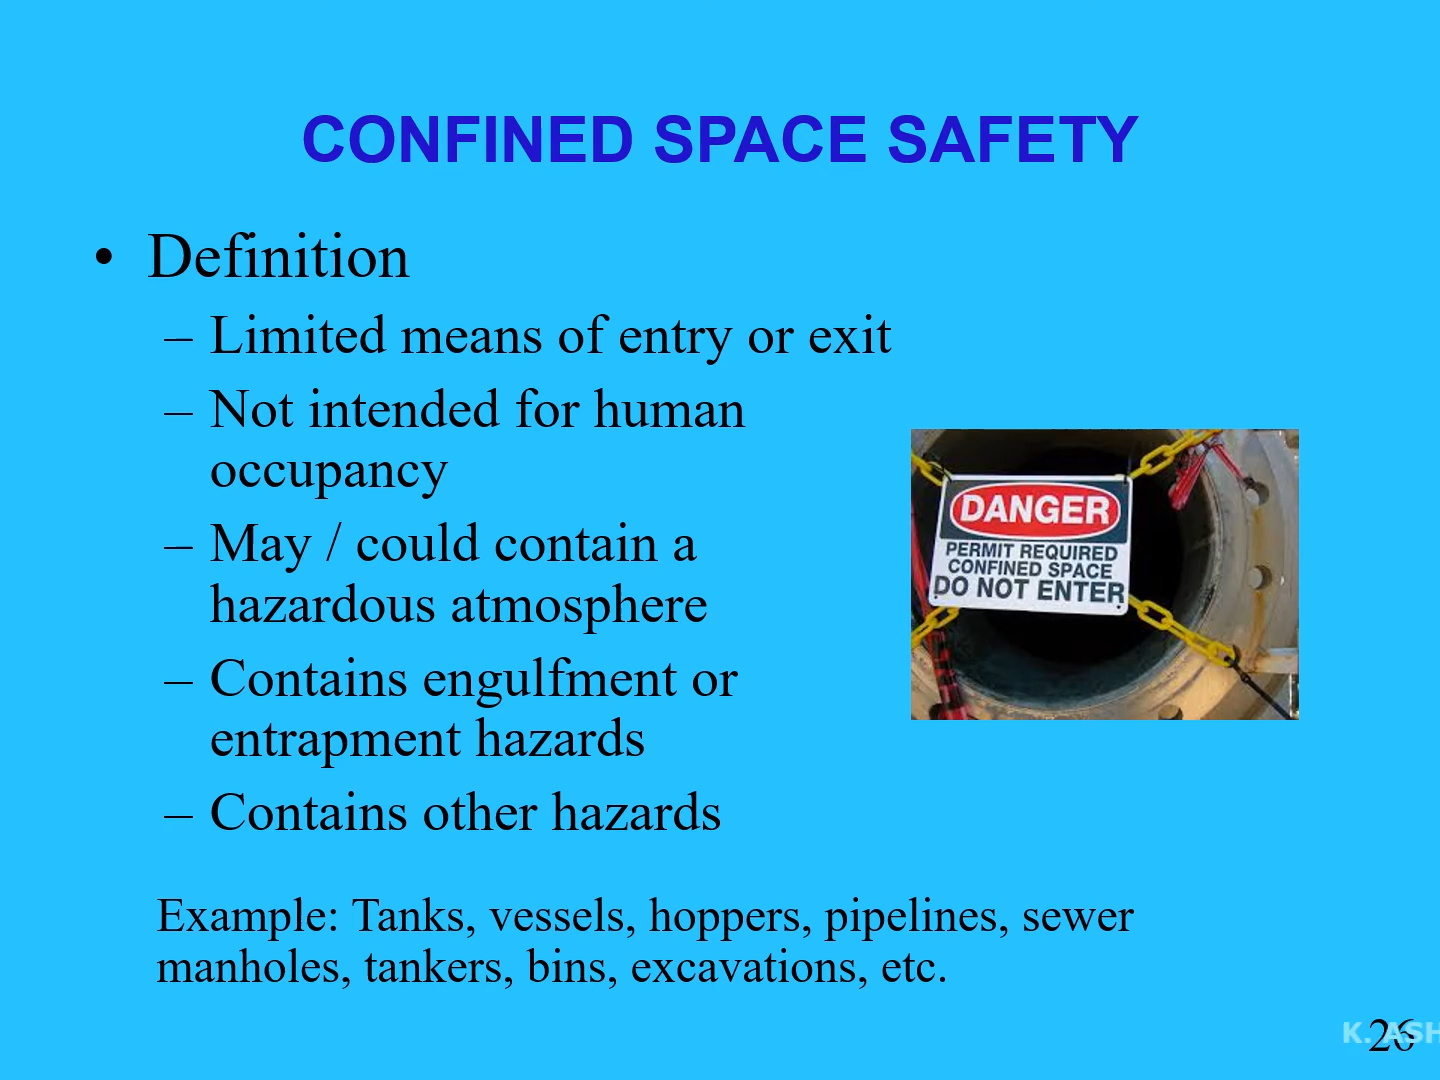 CONFINED SPACE SAFETY
• Definition
– Limited means of entry or exit
– Not intended for human
occupancy
– May / could contain a
hazardous atmosphere
– Contains engulfment or
entrapment hazards
– Contains other hazards
DANGER
PERMIT REQUIRED
CONFINED SPACE
DO NOT ENTER
Example: Tanks, vessels, hoppers, pipelines, sewer
manholes, tankers, bins, excavations, etc.
26
K. ASH